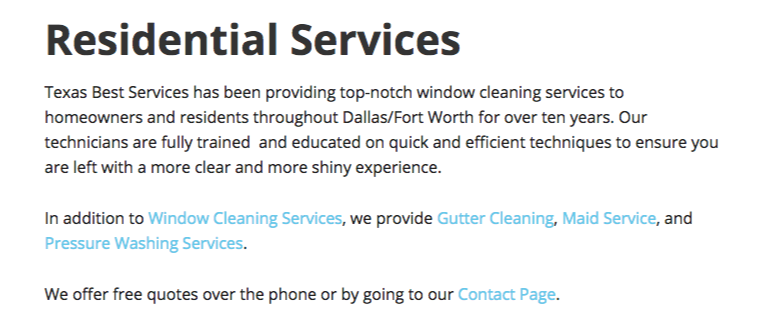 Residential Services
Texas Best Services has been providing top-notch window cleaning services to
homeowners and residents throughout Dallas/Fort Worth for over ten years. Our
technicians are fully trained  and educated on quick and efficient techniques to ensure you
are left with a more clear and more shiny experience.
In addition to Window Cleaning Services, we provide Gutter Cleaning, Maid Service, and
Pressure Washing Services.
We offer free quotes over the phone or by going to our Contact Page.